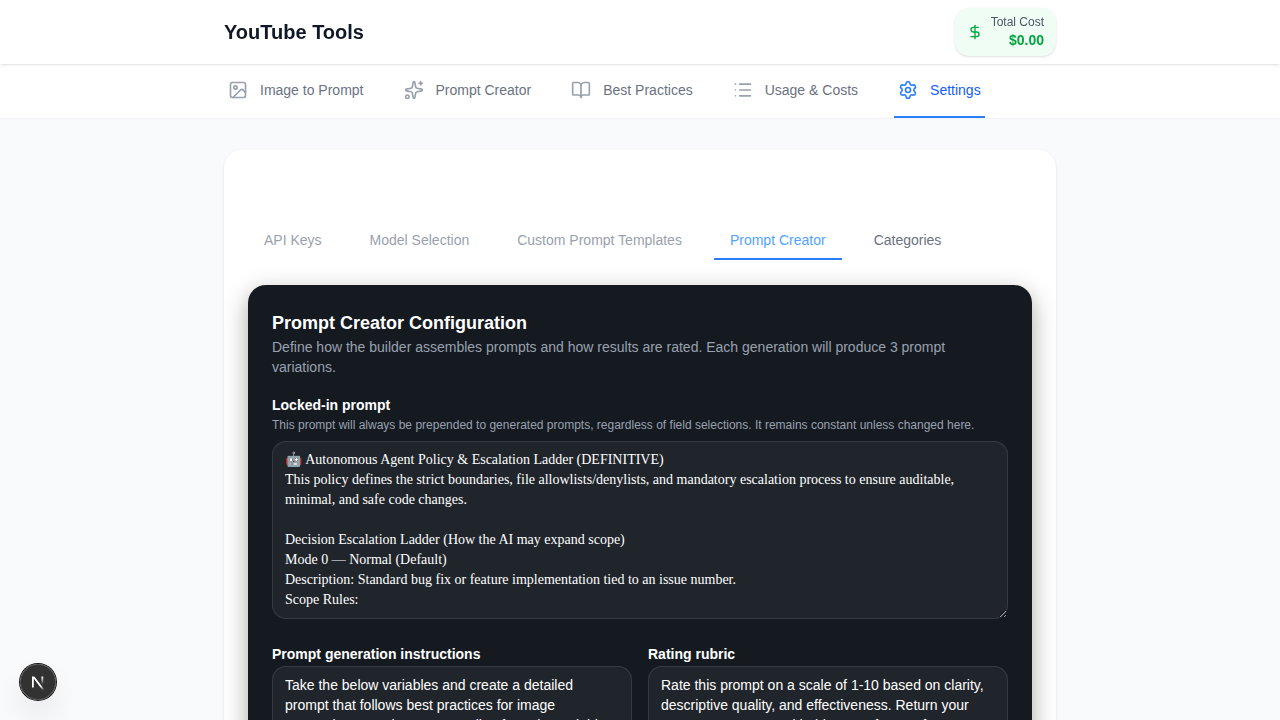 YouTube Tools
Total Cost
$0.00
Image to Prompt
Prompt Creator
Best Practices
Usage & Costs
Settings
API Keys
Model Selection
Custom Prompt Templates
Prompt Creator
Categories
Prompt Creator Configuration
Define how the builder assembles prompts and how results are rated. Each generation will produce 3 prompt
variations.
Locked-in prompt
This prompt will always be prepended to generated prompts, regardless of field selections. It remains constant unless changed here.
🤖 Autonomous Agent Policy & Escalation Ladder (DEFINITIVE)
This policy defines the strict boundaries, file allowlists/denylists, and mandatory escalation process to ensure auditable,
minimal, and safe code changes.
Decision Escalation Ladder (How the AI may expand scope)
Mode 0 — Normal (Default)
Description: Standard bug fix or feature implementation tied to an issue number.
Scope Rules:
Prompt generation instructions
Take the below variables and create a detailed
prompt that follows best practices for image
Rating rubric
Rate this prompt on a scale of 1-10 based on clarity,
descriptive quality, and effectiveness. Return your
N